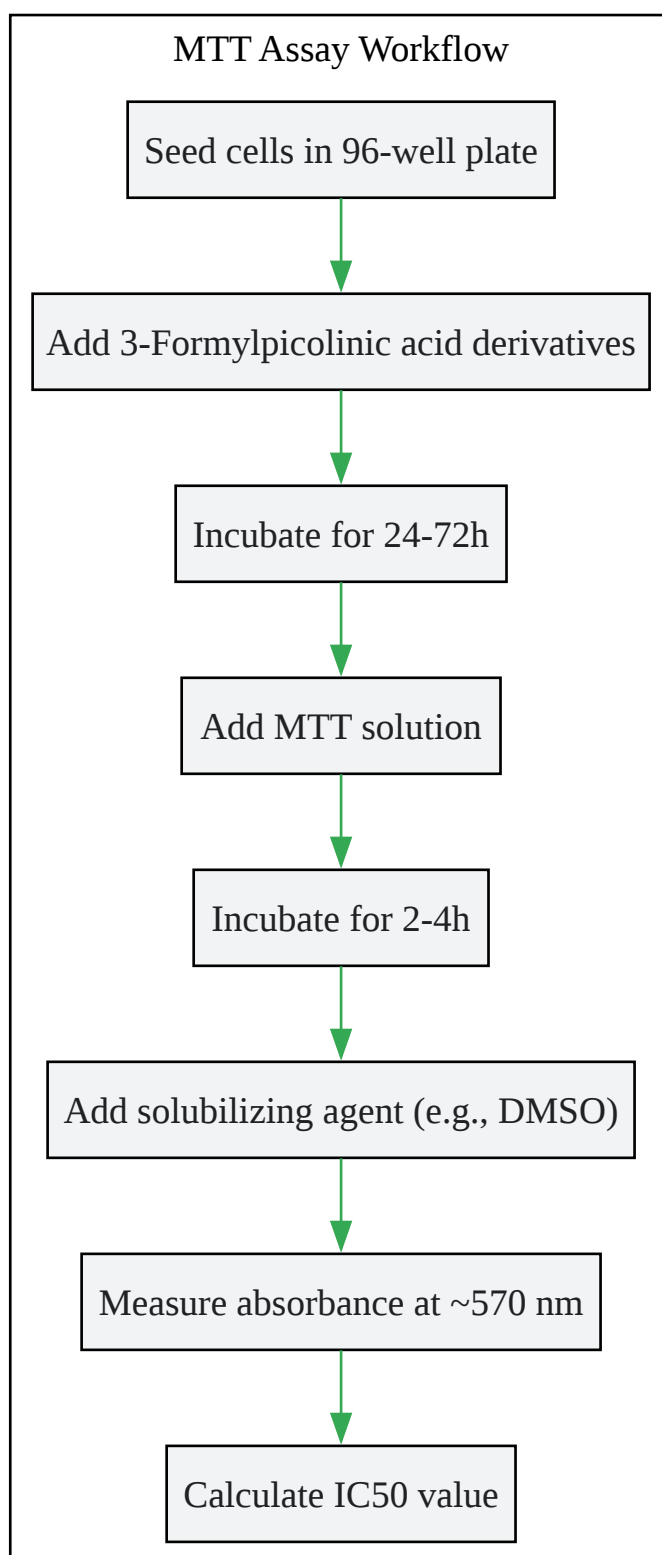 MTT Assay Workflow
Seed cells in 96-well plate
Add 3-Formylpicolinic acid derivatives
Incubate for 24-72h
Add MTT solution
Incubate for 2-4h
Add solubilizing agent (e.g., DMSO)
Measure absorbance at ~570 nm
Calculate IC50 value